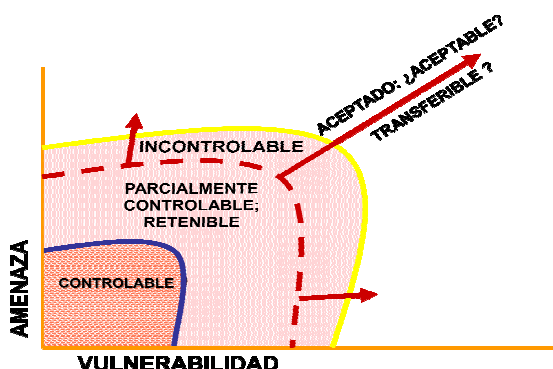 ACEPTADO: ¿ACEPTABLE?
TRANSFERIBLE ?
INCONTROLABLE
PARCIALMENTE
CONTROLABLE;
RETENIBLE
CONTROLABLE
AMENAZA
VULNERABILIDAD